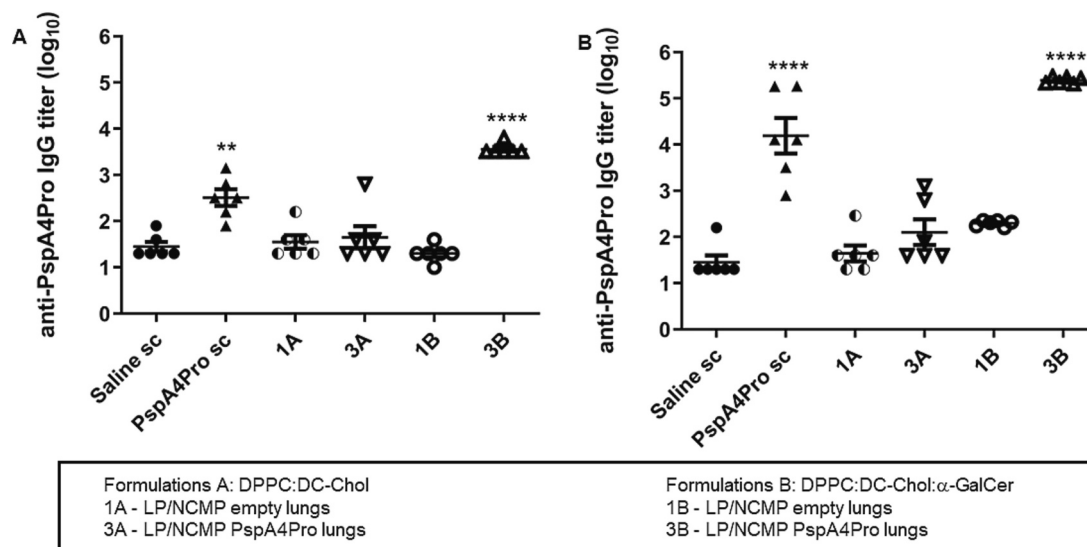 A
anti-PspA4Pro IgG titer (log10)
6
5
4
3
2
1
0
**
****
Saline sc
PspA4Pro sc
1A
3A
1B
3B
B
anti-PspA4Pro IgG titer (log10)
6
5
4
3
2
1
0
****
****
Saline sc
PspA4Pro sc
1A
3A
1B
3B
Formulations A: DPPC:DC-Chol
1A - LP/NCMP empty lungs
3A - LP/NCMP PspA4Pro lungs
Formulations B: DPPC:DC-Chol:α-GalCer
1B - LP/NCMP empty lungs
3B - LP/NCMP PspA4Pro lungs